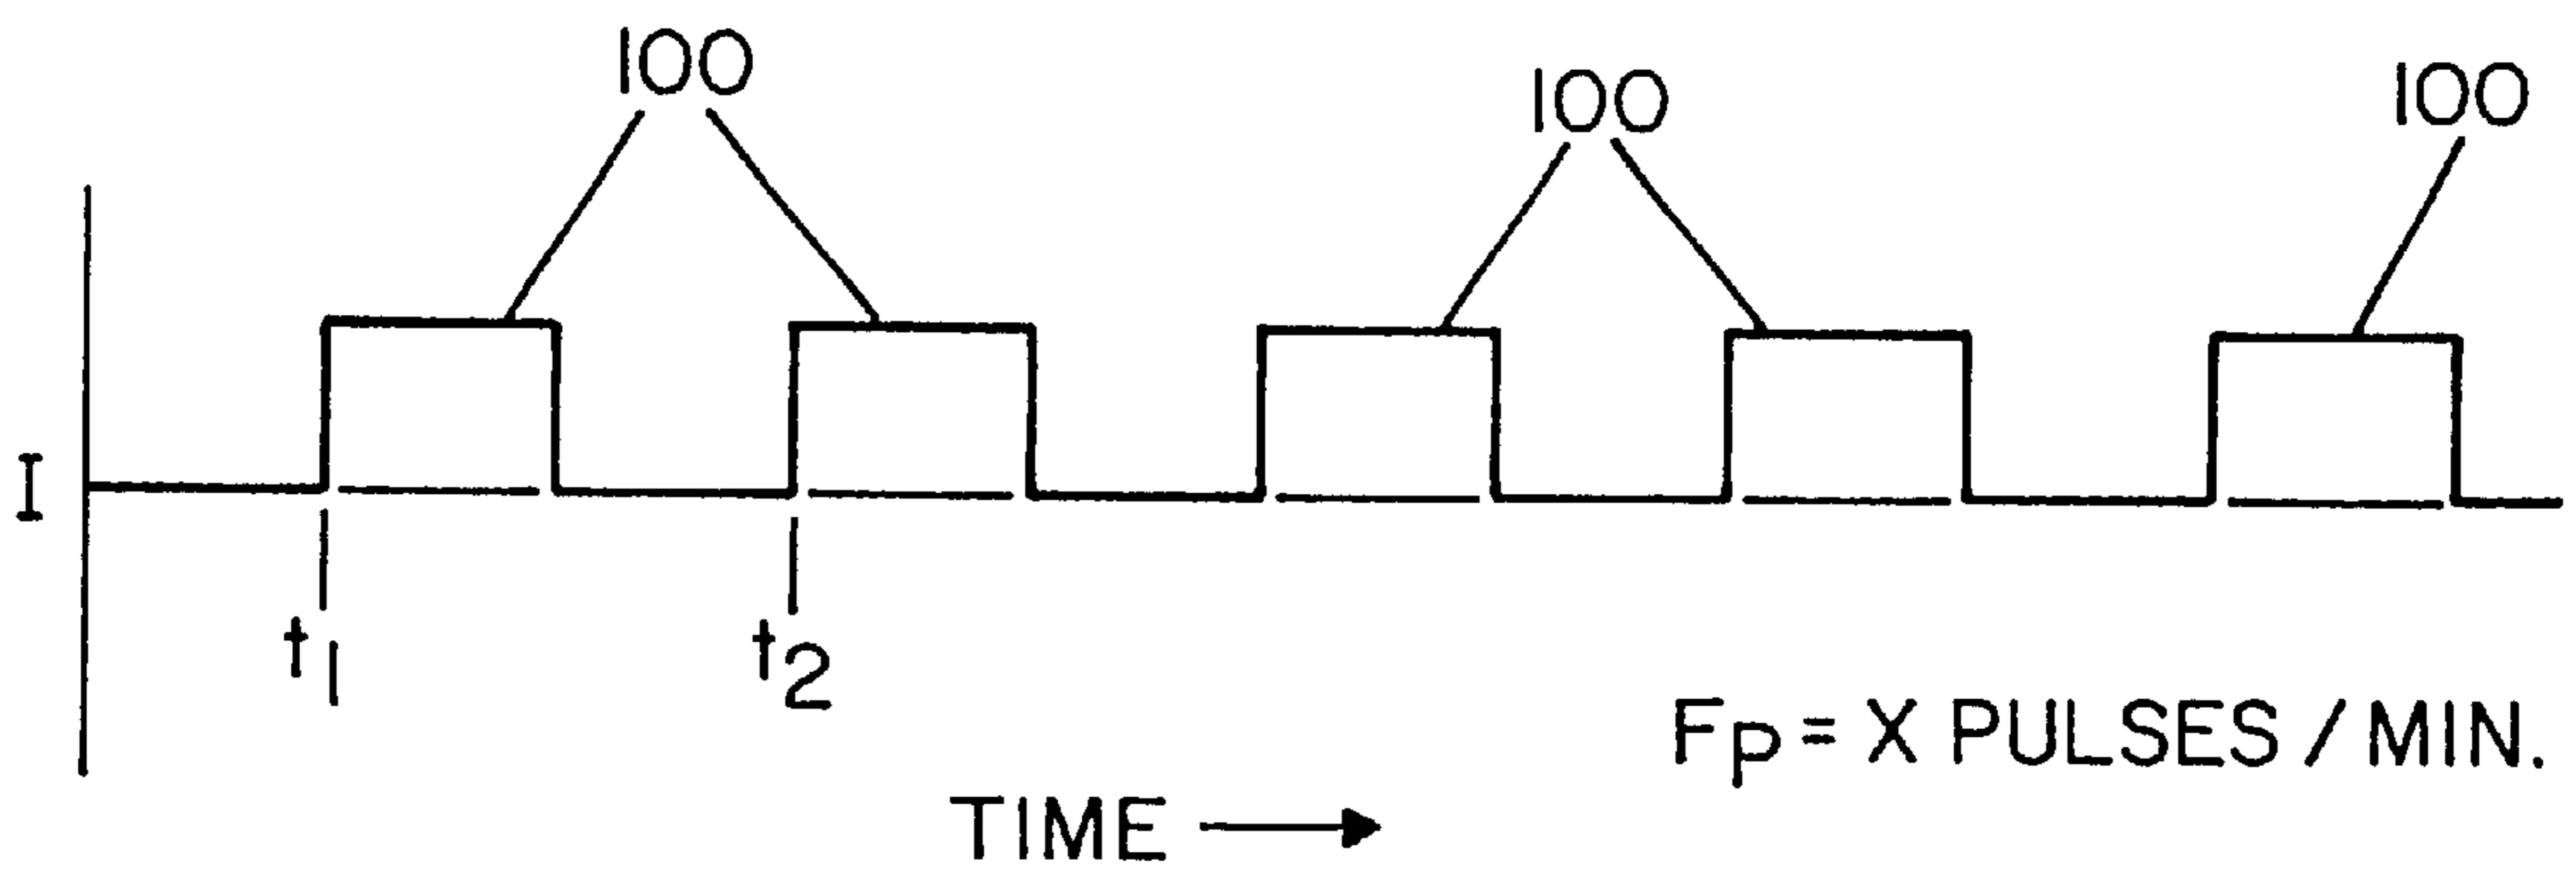 100
100
100
I
t1
t2
FP = X PULSES / MIN.
TIME